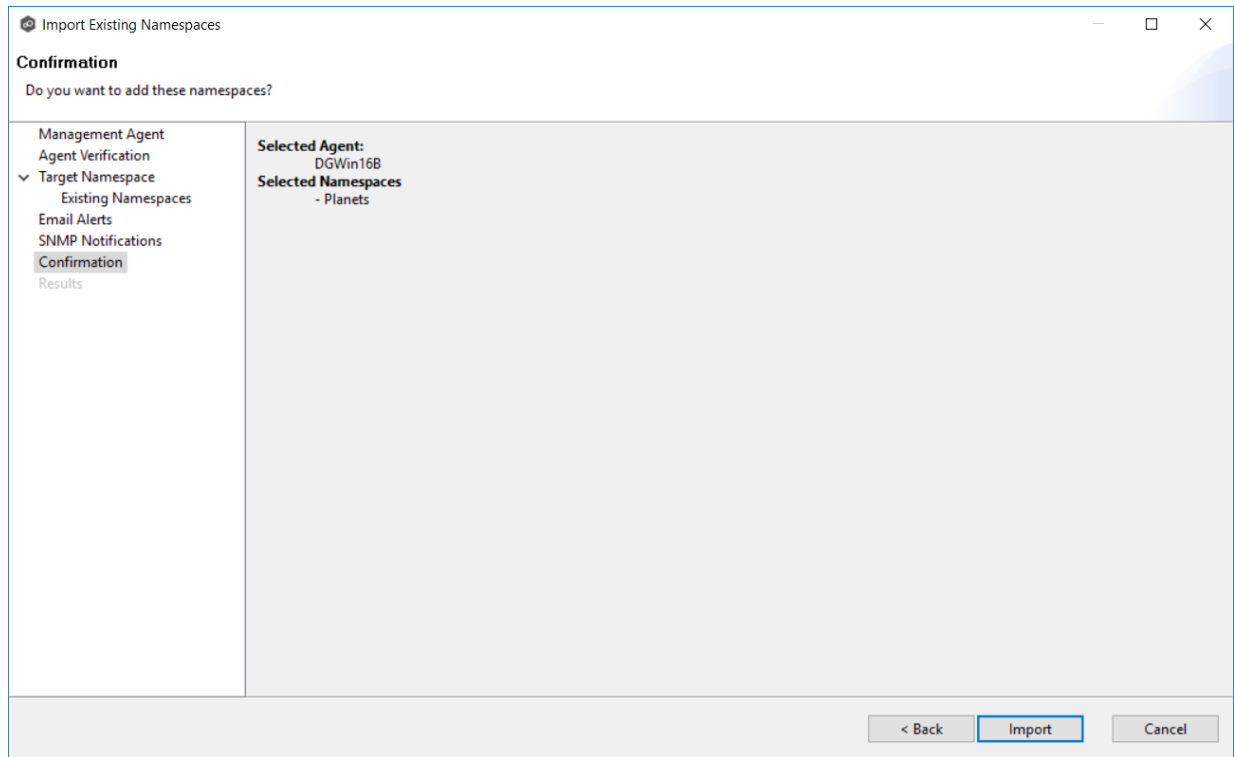 Import Existing Namespaces
Confirmation
Do you want to add these namespaces?
Management Agent
Agent Verification
Target Namespace
Existing Namespaces
Email Alerts
SNMP Notifications
Confirmation
Results
Selected Agent:
DGWin16B
Selected Namespaces
- Planets
< Back
Import
Cancel